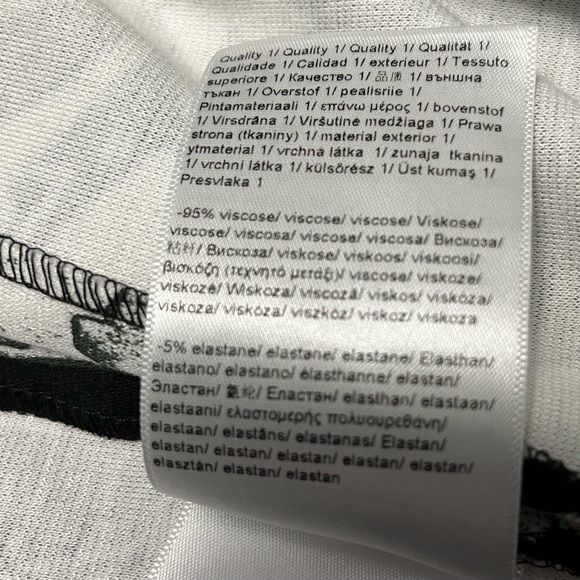 Quality 1/ Quality 1/ Quality 1/ Qualität 1/
Qualidade 1/ Calidad 1/ extérieur 1/ Tessuto
superiore 1/ Качество 1/ 品质 1/ външна
тъкан 1/ Overstof 1/ pealisriie 1/
Pintamateriaali 1/ επάνω μέρος 1/ bovenstof
1/ Virsdrāna 1/ Viršutinė medžiaga 1/ Prawa
strona (tkaniny) 1/ material exterior 1/
ytmaterial 1/ vrchná látka 1/ zunaja tkanina
1/ vrchní látka 1/ külsőrész 1/ Üst kumaş 1/
Presvlaka 1
-95% viscose/ viscose/ viscose/ Viskose/
viscose/ viscosa/ viscose/ viscosa/ Вискоза/
粘纤/ Вискоза/ viskose/ viskoos/ viskoosi/
βισκόζη (τεχνητό μετάξι)/ viscose/ viskoze/
viskozė/ Wiskoza/ viscoză/ viskos/ viskóza/
viskoza/ viskóza/ viszkóz/ viskoz/ viskoza
-5% elastane/ elastane/ elastane/ Elasthan/
elastano/ elastano/ élasthanne/ elastan/
Эластан/ 氨纶/ Еластан/ elasthan/ elastaan/
elastaani/ ελαστομερής πολυουρεθάνη/
elastaan/ elastāns/ elastanas/ Elastan/
elastan/ elastan/ elastan/ elastan/ elastan/
elasztán/ elastan/ elastan